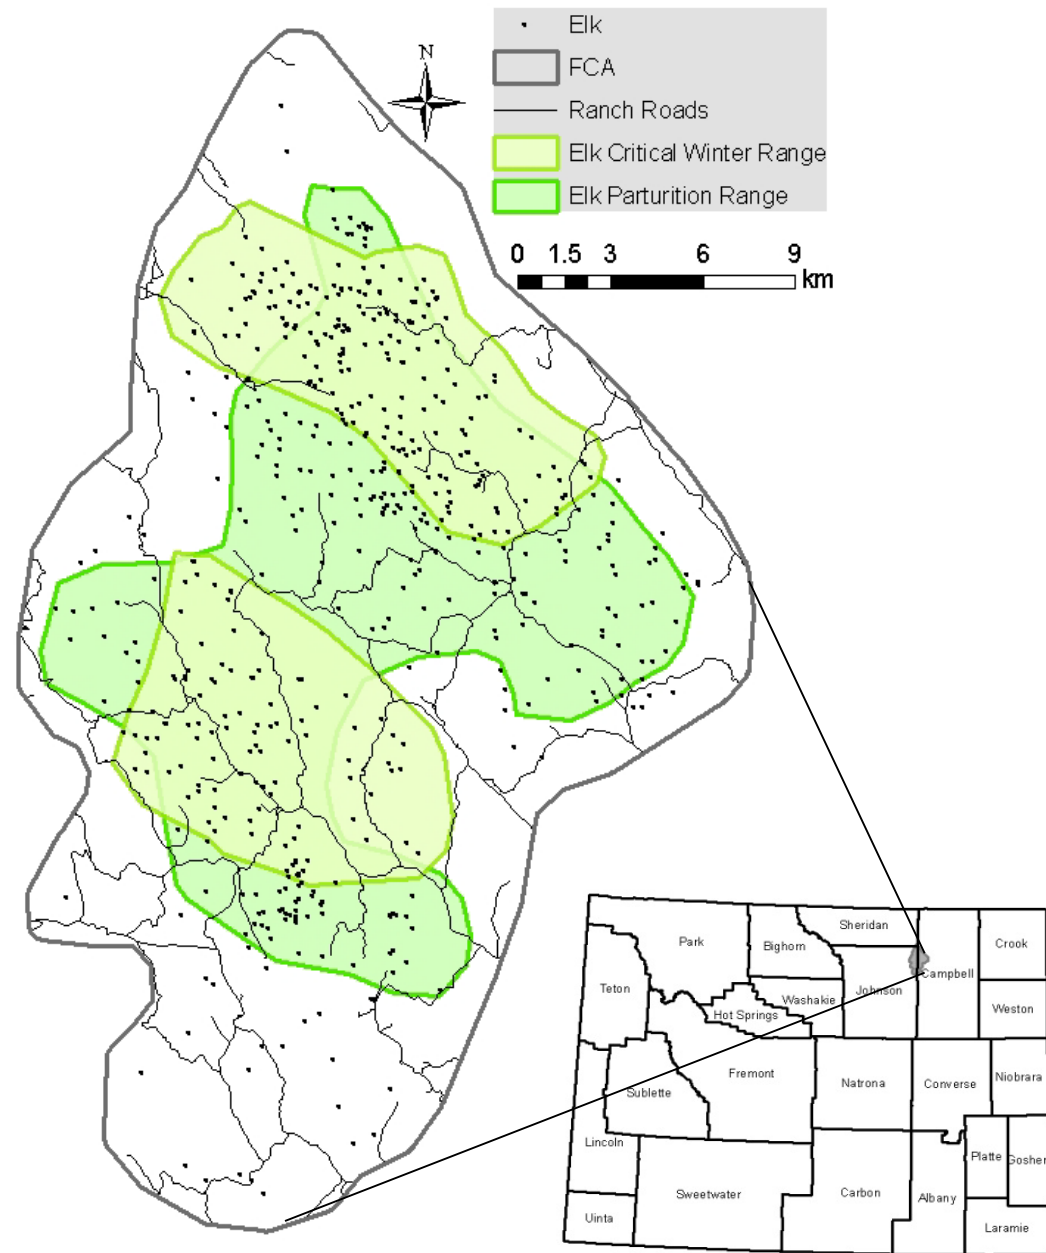 Elk
N
FCA
Ranch Roads
Elk Critical Winter Range
Elk Parturition Range
0 1.5 3 6 9
km
Sheridan
Park
Bighorn
Crook
Campbell
Teton
Johnson
Washakie
Weston
Hot Springs
Fremont
Natrona
Converse
Niobrara
Sublette
Lincoln
Platte
Goshen
Sweetwater
Carbon
Albany
Uinta
Laramie